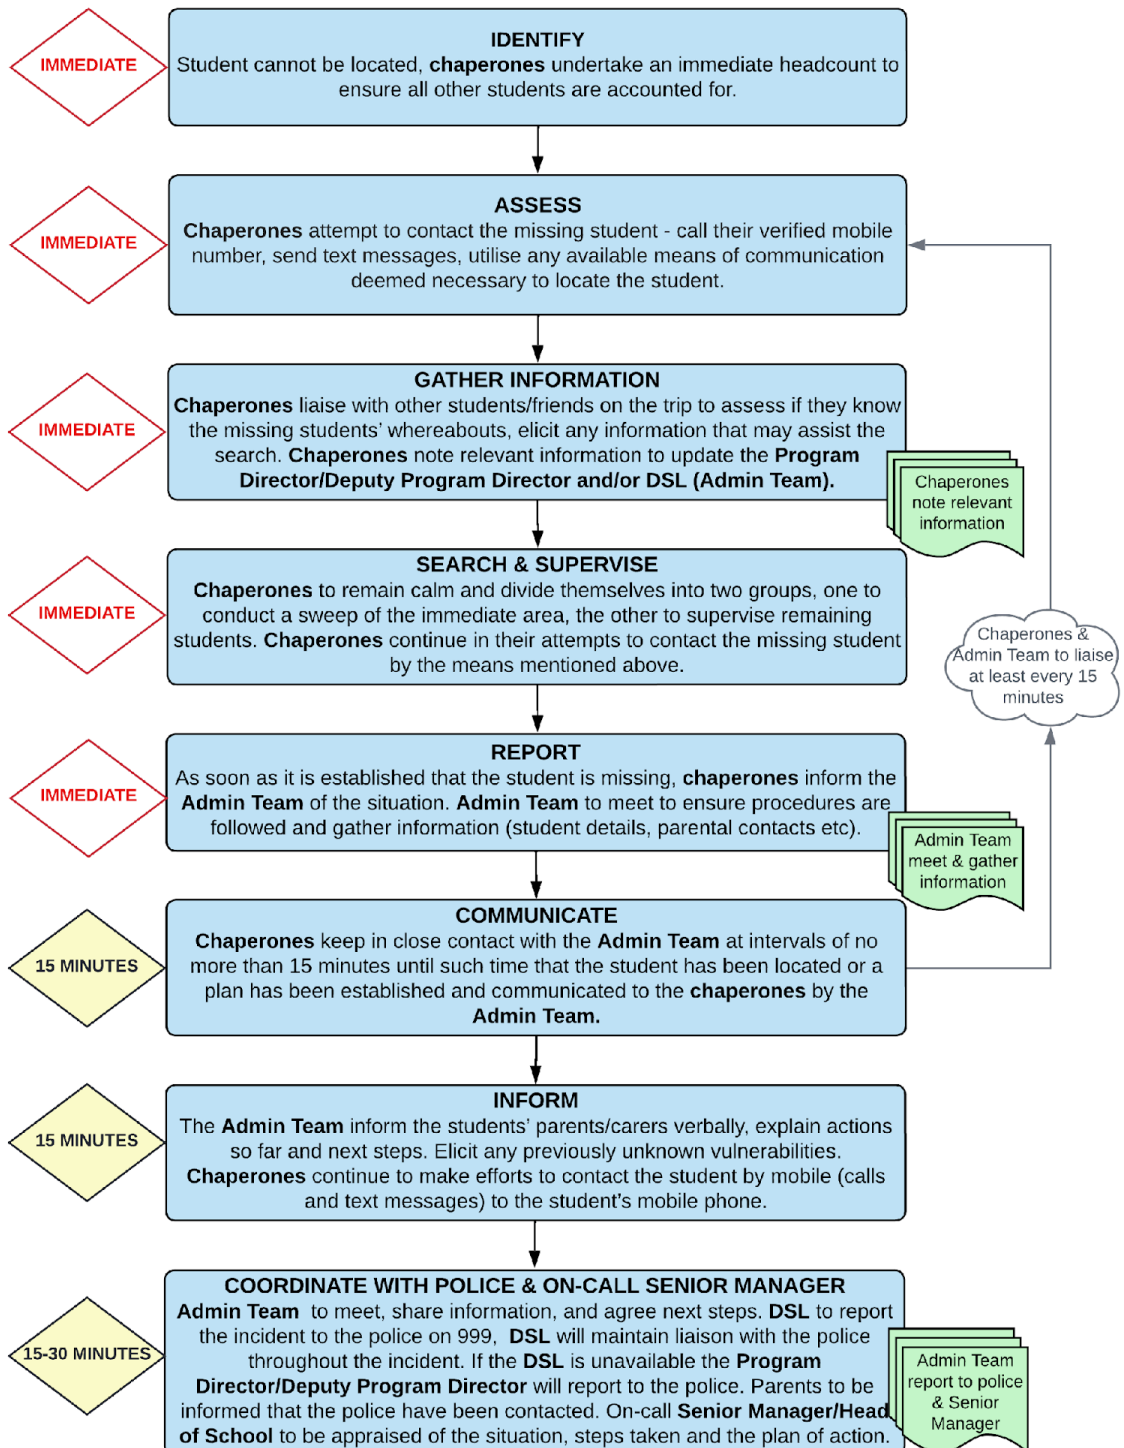 IMMEDIATE
IDENTIFY
Student cannot be located, chaperones undertake an immediate headcount to
ensure all other students are accounted for.
IMMEDIATE
ASSESS
Chaperones attempt to contact the missing student - call their verified mobile
number, send text messages, utilise any available means of communication
deemed necessary to locate the student.
IMMEDIATE
GATHER INFORMATION
Chaperones liaise with other students/friends on the trip to assess if they know
the missing students' whereabouts, elicit any information that may assist the
search. Chaperones note relevant information to update the Program
Director/Deputy Program Director and/or DSL (Admin Team).
Chaperones
note relevant
information
IMMEDIATE
SEARCH & SUPERVISE
Chaperones to remain calm and divide themselves into two groups, one to
conduct a sweep of the immediate area, the other to supervise remaining
students. Chaperones continue in their attempts to contact the missing student
by the means mentioned above.
Chaperones &
Admin Team to liaise
at least every 15
minutes
IMMEDIATE
REPORT
As soon as it is established that the student is missing, chaperones inform the
Admin Team of the situation. Admin Team to meet to ensure procedures are
followed and gather information (student details, parental contacts etc).
Admin Team
meet & gather
information
15 MINUTES
COMMUNICATE
Chaperones keep in close contact with the Admin Team at intervals of no
more than 15 minutes until such time that the student has been located or a
plan has been established and communicated to the chaperones by the
Admin Team.
15 MINUTES
INFORM
The Admin Team inform the students' parents/carers verbally, explain actions
so far and next steps. Elicit any previously unknown vulnerabilities.
Chaperones continue to make efforts to contact the student by mobile (calls
and text messages) to the student's mobile phone.
15-30 MINUTES
COORDINATE WITH POLICE & ON-CALL SENIOR MANAGER
Admin Team to meet, share information, and agree next steps. DSL to report
the incident to the police on 999, DSL will maintain liaison with the police
throughout the incident. If the DSL is unavailable the Program
Director/Deputy Program Director will report to the police. Parents to be
informed that the police have been contacted. On-call Senior Manager/Head
of School to be appraised of the situation, steps taken and the plan of action.
Admin Team
report to police
& Senior
Manager